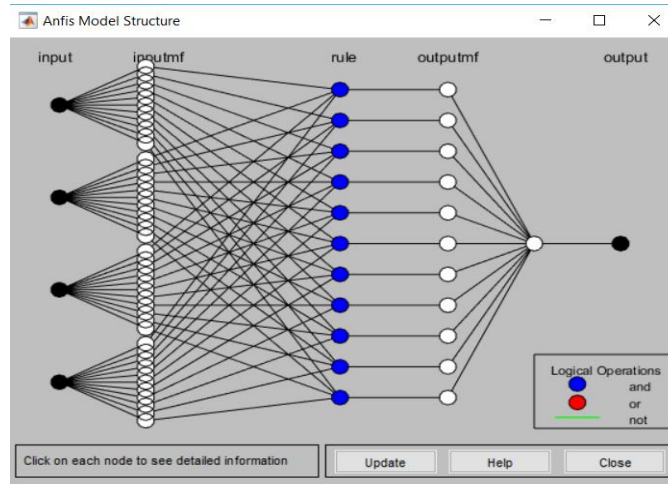 Anfis Model Structure
input inputmf rule outputmf output
Logical Operations
and
or
not
Click on each node to see detailed information
Update Help Close